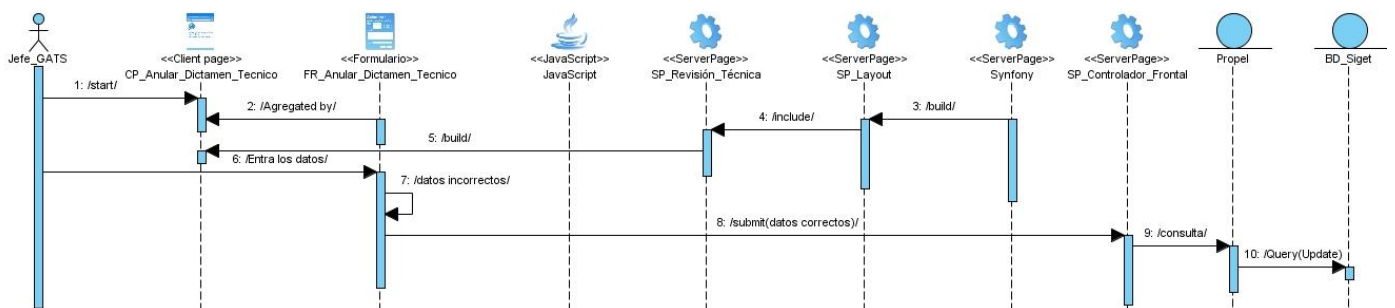 Jefe_GATS
<<Client page>>
CP_Anular_Dictamen_Tecnico
<<Formulario>>
FR_Anular_Dictamen_Tecnico
<<JavaScript>>
JavaScript
<<ServerPage>>
SP_Revisión_Técnica
<<ServerPage>>
SP_Layout
<<ServerPage>>
Synfony
<<ServerPage>>
SP_Controlador_Frontal
Propel
BD_Siget
1: /start/
2: /Agregated by/
3: /build/
4: /include/
5: /build/
6: /Entra los datos/
7: /datos incorrectos/
8: /submit(datos correctos)/
9: /consulta/
10: /Query(Update)